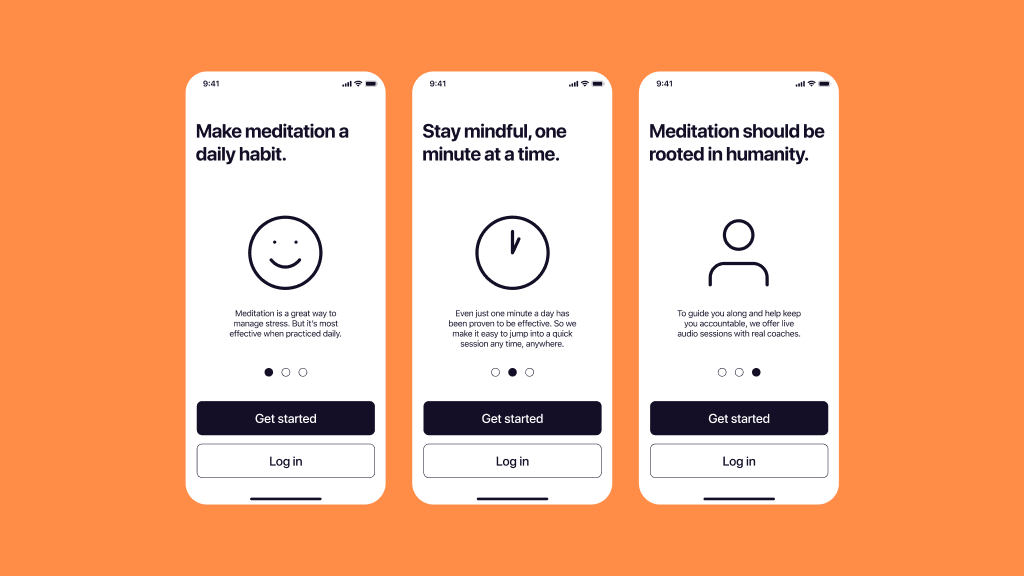 9:41
Make meditation a
daily habit.
Meditation is a great way to
manage stress. But it's most
effective when practiced daily.
Get started
Log in
9:41
Stay mindful, one
minute at a time.
Even just one minute a day has
been proven to be effective. So we
make it easy to jump into a quick
session any time, anywhere.
Get started
Log in
9:41
Meditation should be
rooted in humanity.
To guide you along and help keep
you accountable, we offer live
audio sessions with real coaches.
Get started
Log in